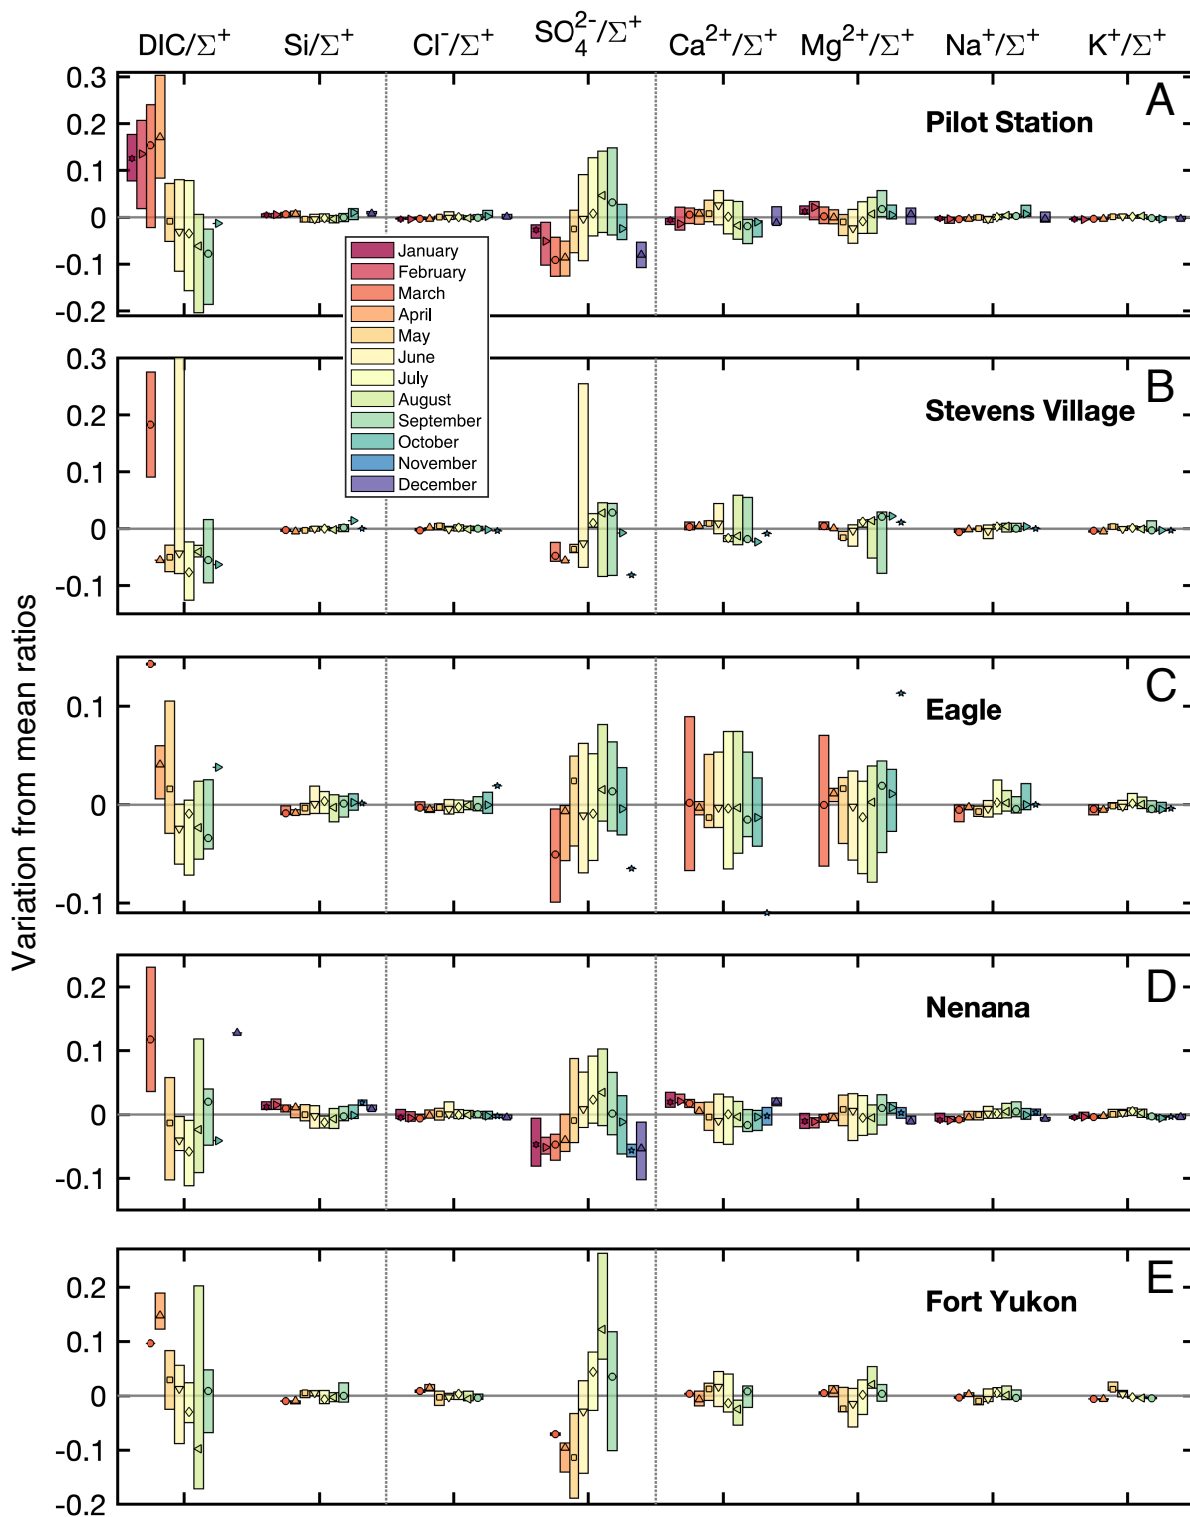 DIC/Σ+ Si/Σ+ Cl-/Σ+ SO4 2-/Σ+ Ca2+/Σ+ Mg2+/Σ+ Na+/Σ+ K+/Σ+
A
Pilot Station
0.3
0.2
0.1
0
-0.1
-0.2
January
February
March
April
May
June
July
August
September
October
November
December
B
Stevens Village
0.3
0.2
0.1
0
-0.1
Variation from mean ratios
C
Eagle
0.1
0
-0.1
D
Nenana
0.2
0.1
0
-0.1
E
Fort Yukon
0.2
0.1
0
-0.1
-0.2